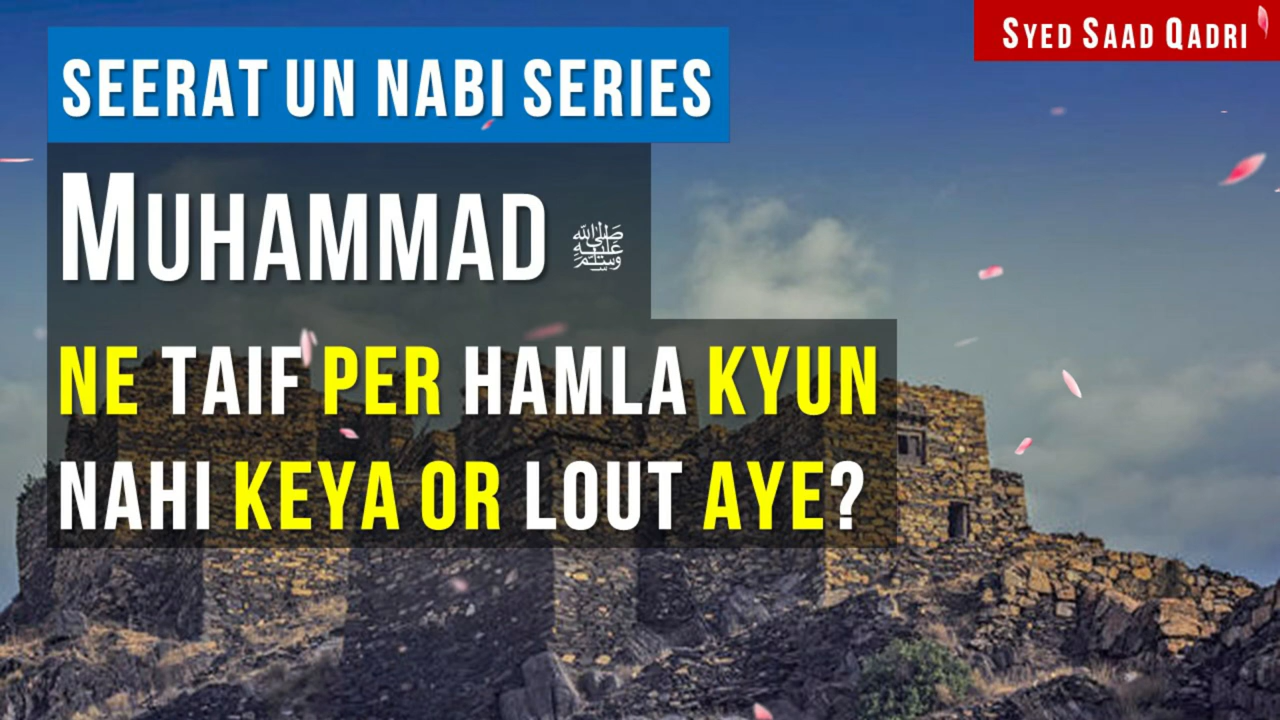 SYED SAAD QADRI
SEERAT UN NABI SERIES
MUHAMMAD ﷺ
NE TAIF PER HAMLA KYUN
NAHI KEYA OR LOUT AYE?